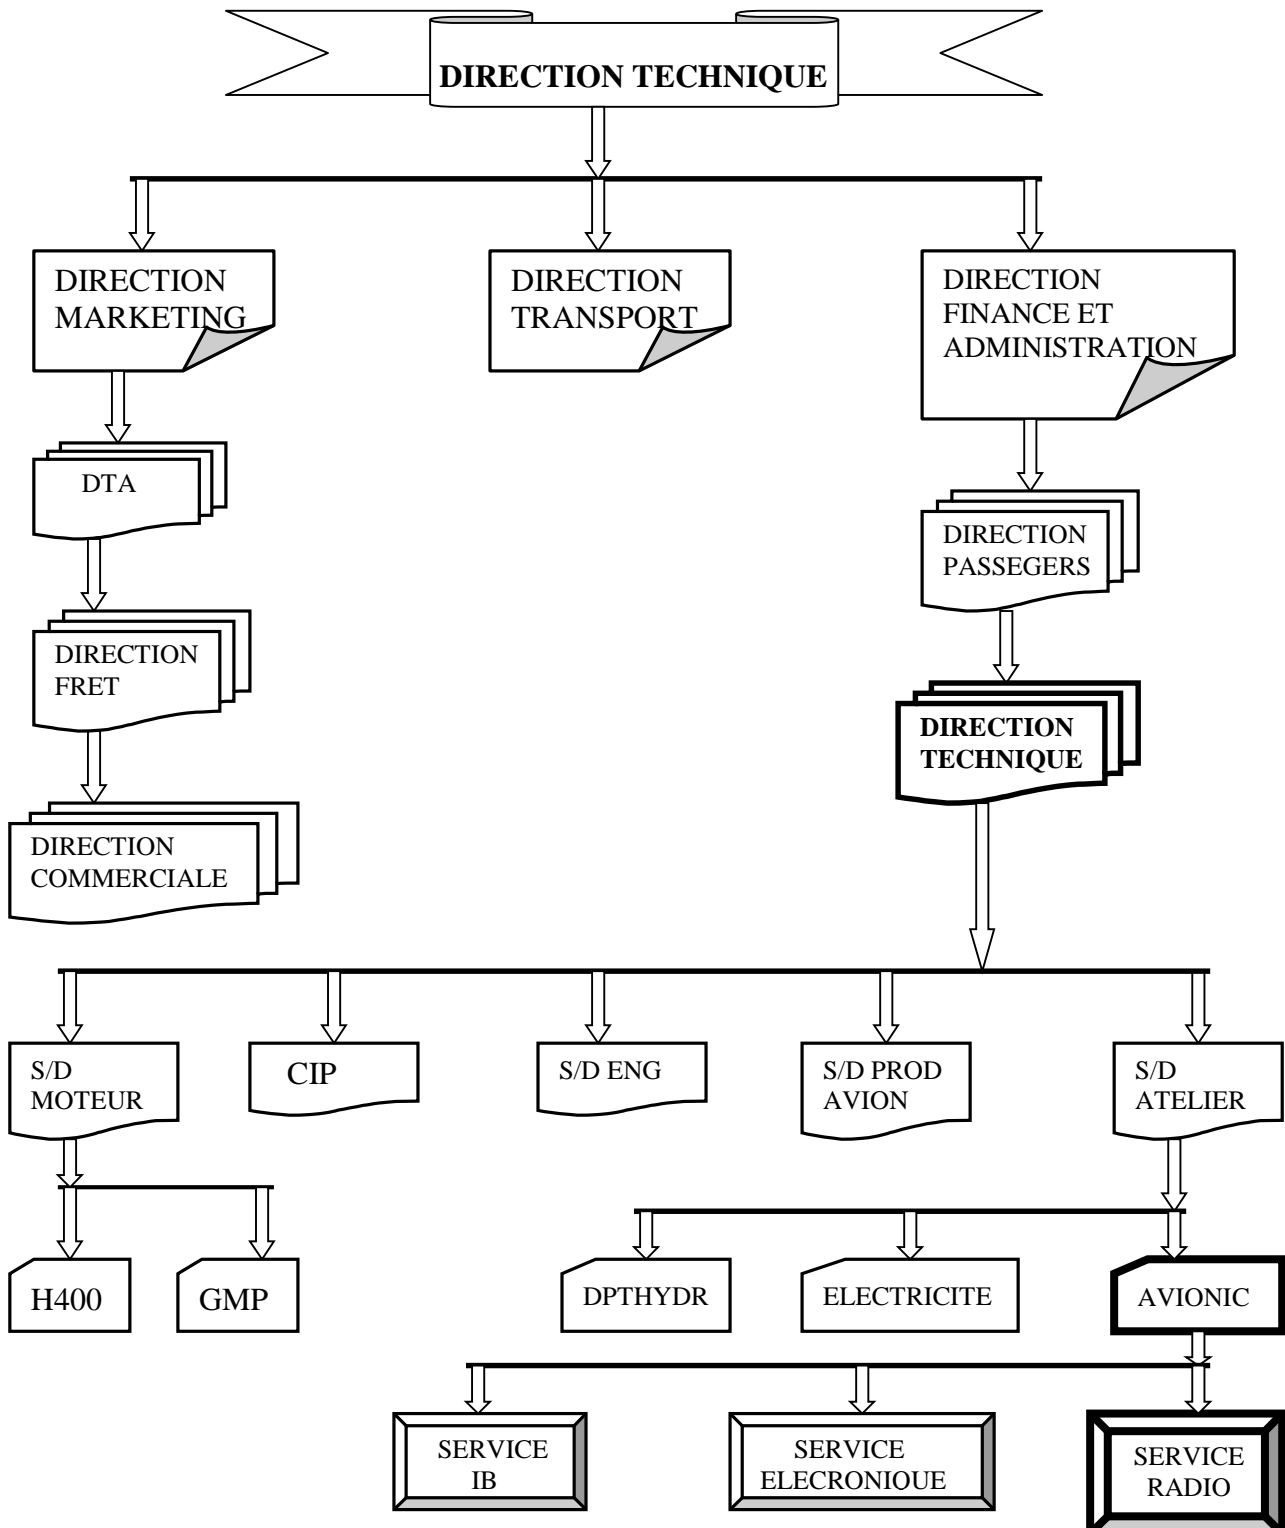 DIRECTION TECHNIQUE
DIRECTION
MARKETING
DIRECTION
TRANSPORT
DIRECTION
FINANCE ET
ADMINISTRATION
DTA
DIRECTION
PASSEGERS
DIRECTION
FRET
DIRECTION
TECHNIQUE
DIRECTION
COMMERCIALE
S/D
MOTEUR
CIP
S/D ENG
S/D PROD
AVION
S/D
ATELIER
H400
GMP
DPTHYDR
ELECTRICITE
AVIONIC
SERVICE
IB
SERVICE
ELECRONIQUE
SERVICE
RADIO